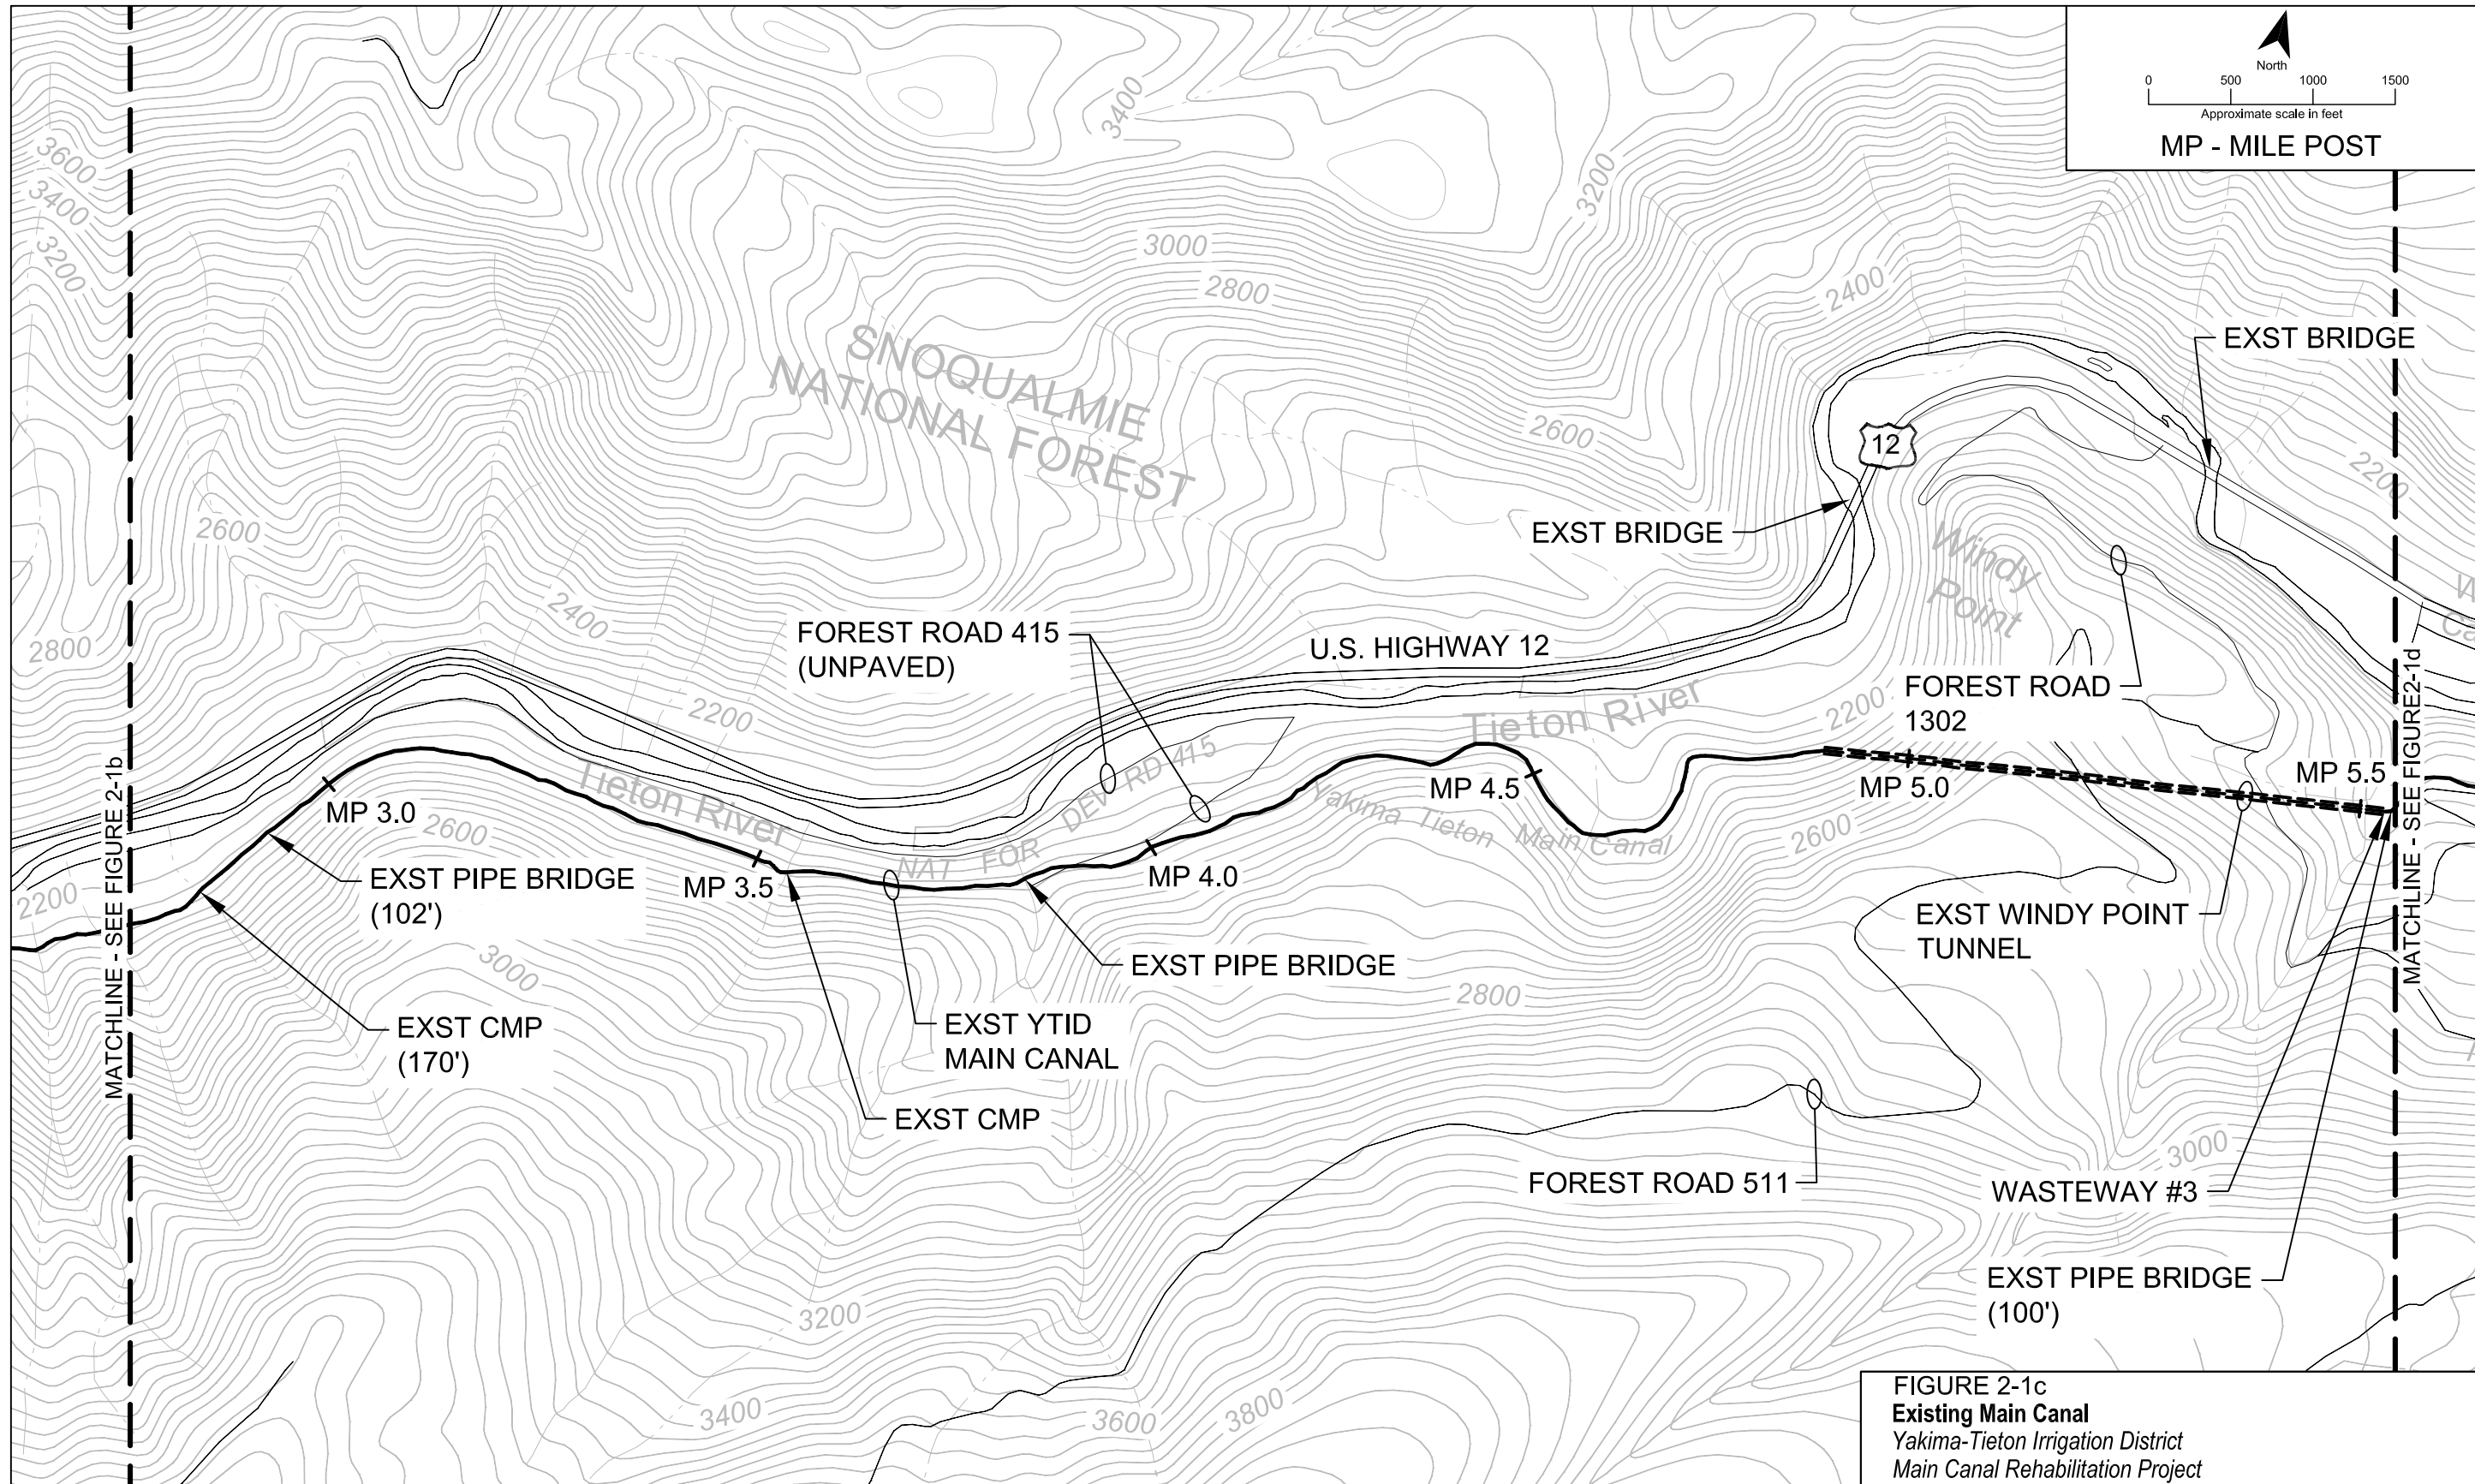 North
0 500 1000 1500
Approximate scale in feet
MP - MILE POST
3600
3400
3200
3400
3200
3000
2800
2400
SNOQUALMIE
NATIONAL FOREST
EXST BRIDGE
12
2600
2200
2600
EXST BRIDGE
Windy
Point
2400
2800
FOREST ROAD 415
(UNPAVED)
U.S. HIGHWAY 12
FOREST ROAD
1302
2200
2200
Tieton River
DEV RD 415
NAT FOR
Tieton River
Yakima Tieton Main Canal
MATCHLINE - SEE FIGURE 2-1b
MATCHLINE - SEE FIGURE2-1d
MP 3.0
MP 3.5
MP 4.0
MP 4.5
MP 5.0
MP 5.5
2600
2600
2200
EXST PIPE BRIDGE
(102')
EXST WINDY POINT
TUNNEL
3000
EXST PIPE BRIDGE
2800
EXST CMP
(170')
EXST YTID
MAIN CANAL
EXST CMP
3000
FOREST ROAD 511
WASTEWAY #3
EXST PIPE BRIDGE
(100')
3200
3400
3600
3800
FIGURE 2-1c
Existing Main Canal
Yakima-Tieton Irrigation District
Main Canal Rehabilitation Project